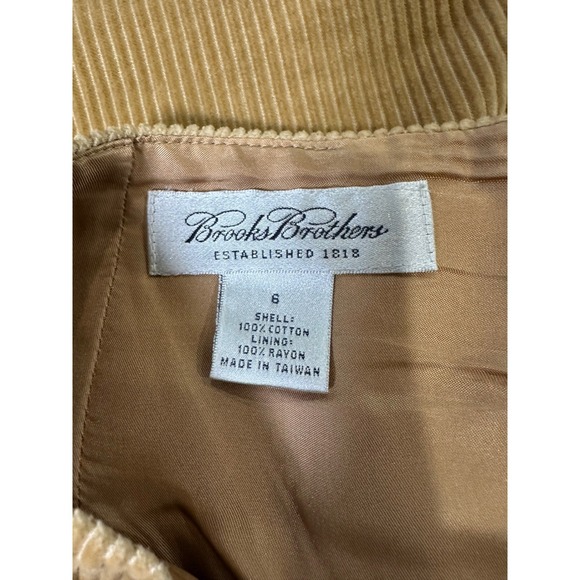 Brooks Brothers
ESTABLISHED 1818
6
SHELL:
100% COTTON
LINING:
100% RAYON
MADE IN TAIWAN